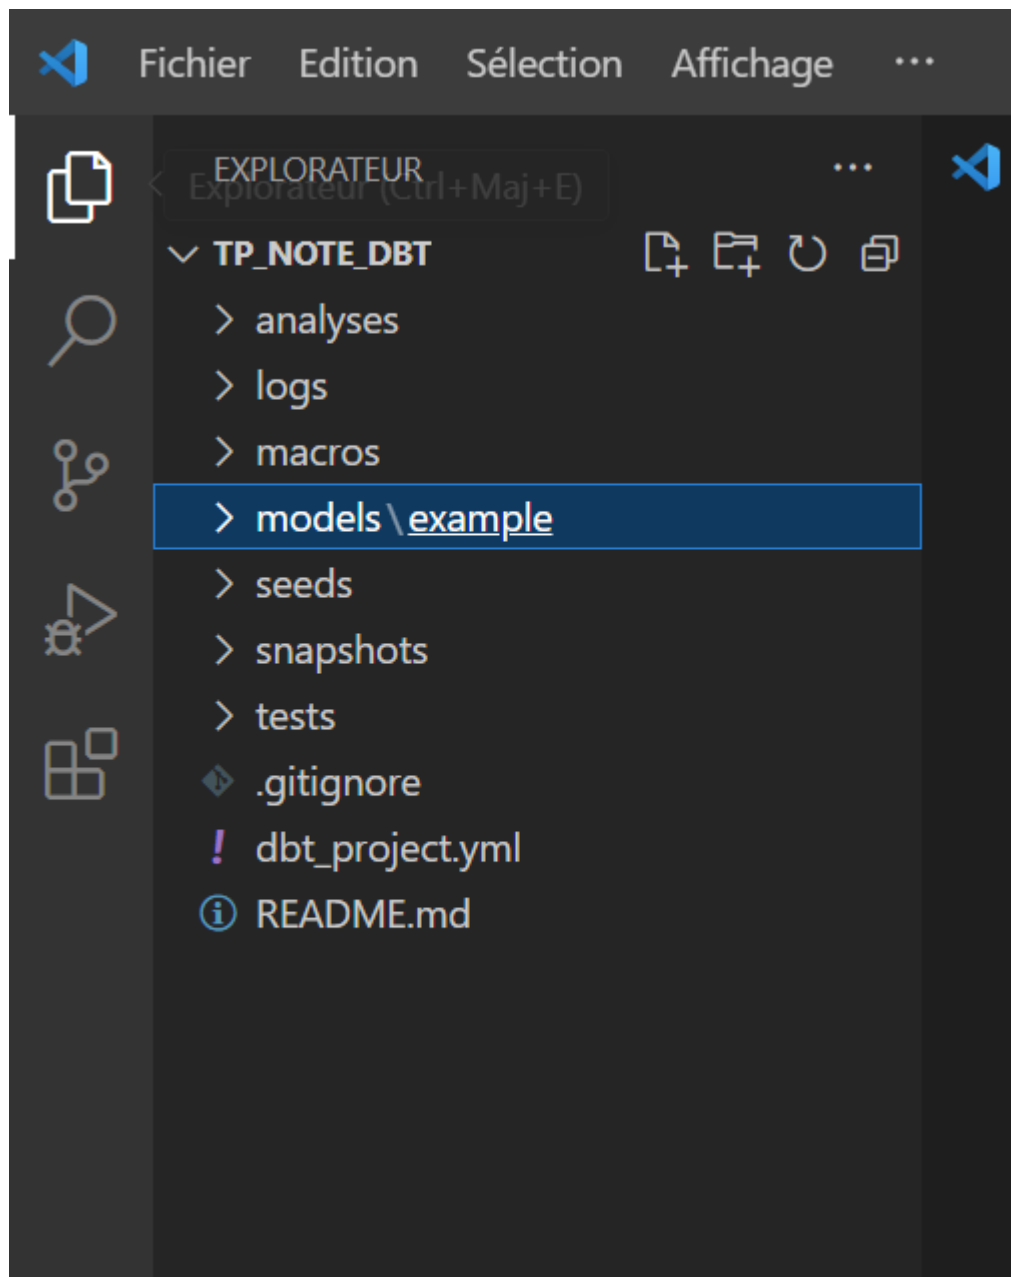 Fichier Edition Sélection Affichage ...
EXPLORATEUR ...
Explorateur (Ctrl+Maj+E)
TP_NOTE_DBT
analyses
logs
macros
models\example
seeds
snapshots
tests
.gitignore
! dbt_project.yml
README.md